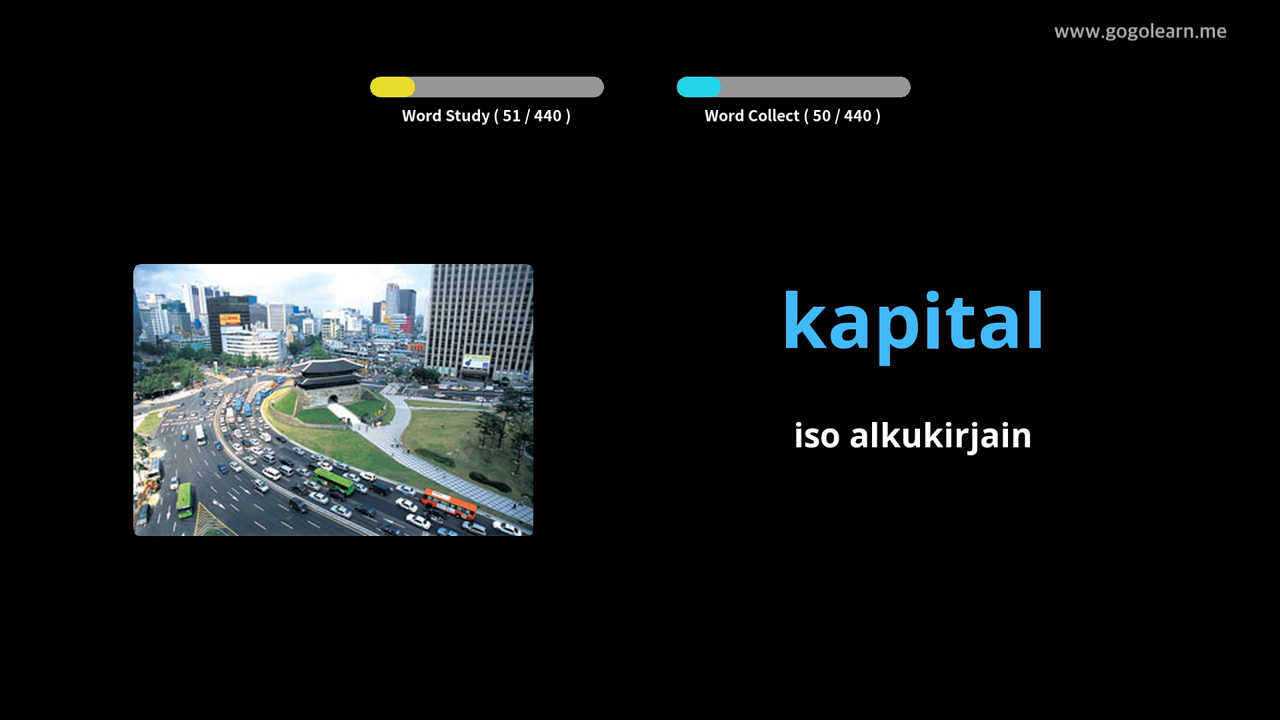 www.gogolearn.me
Word Study ( 51 / 440 )
Word Collect ( 50 / 440 )
kapital
iso alkukirjain